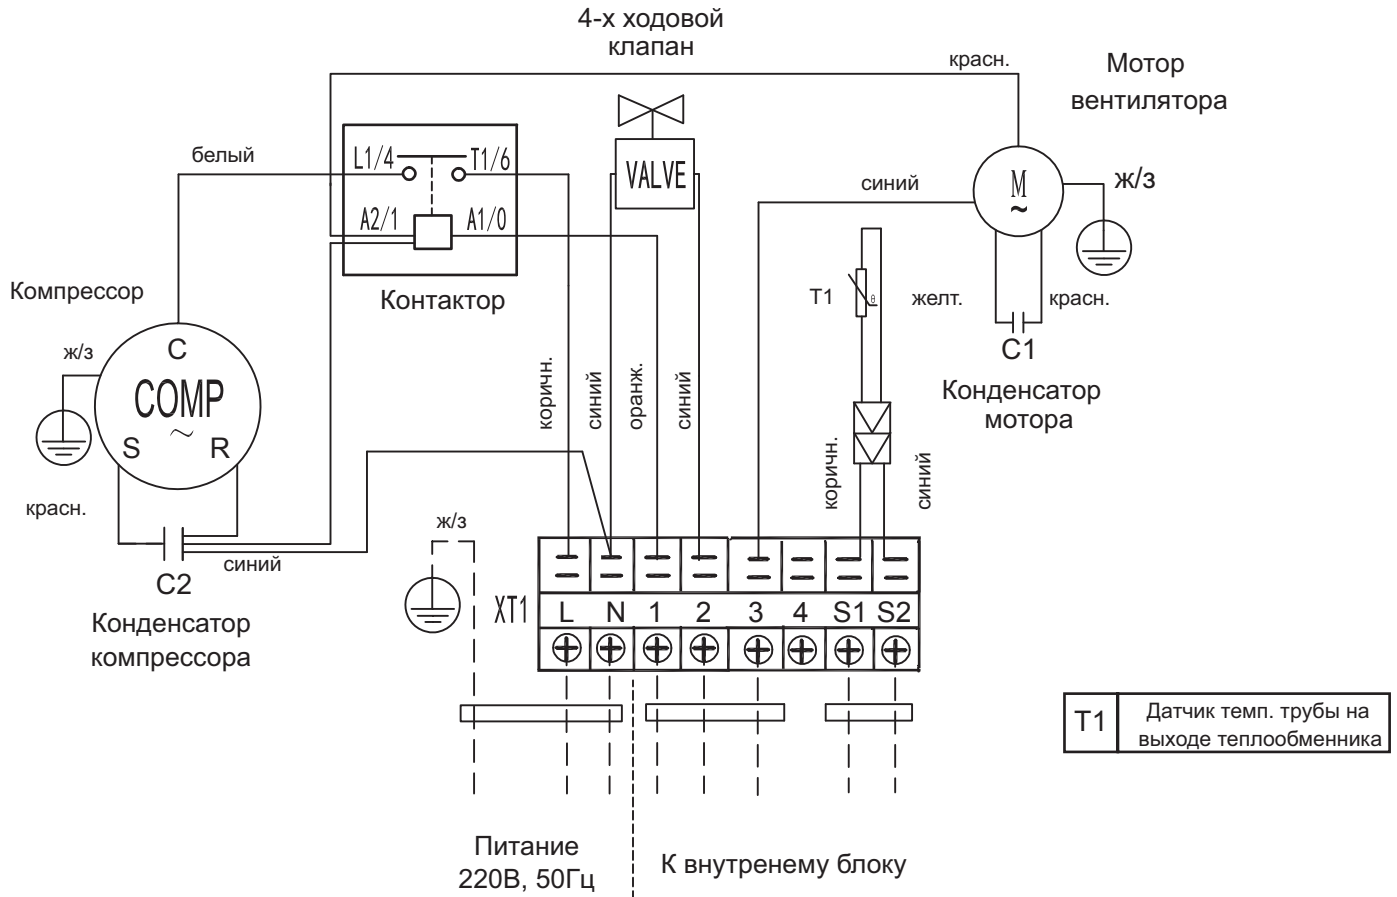 4-х ходовой
клапан
красн.
Мотор
вентилятора
белый
L1/4
T1/6
VALVE
синий
M
~
ж/з
A2/1
A1/0
Контактор
Компрессор
ж/з
C
COMP
~
S
R
T1
θ
желт.
красн.
C1
Конденсатор
мотора
коричн.
синий
оранж.
синий
коричн.
синий
красн.
синий
C2
Конденсатор
компрессора
ж/з
XT1
L N 1 2 3 4 S1 S2
T1
Датчик темп. трубы на
выходе теплообменника
Питание
220В, 50Гц
К внутренему блоку